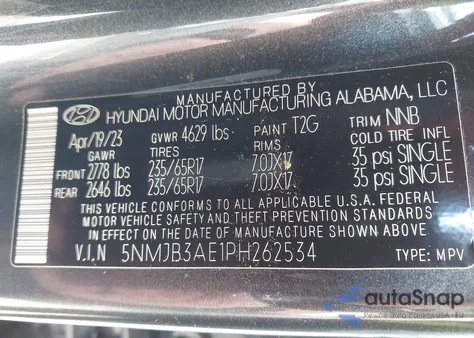 MANUFACTURED BY
HYUNDAI MOTOR MANUFACTURING ALABAMA, LLC
Apr/19/23 GVWR 4629 lbs PAINT T2G TRIM NNB
GAWR TIRES RIMS COLD TIRE INFL
FRONT 2778 lbs 235/65R17 7.0JX17 35 psi SINGLE
REAR 2646 lbs 235/65R17 7.0JX17 35 psi SINGLE
THIS VEHICLE CONFORMS TO ALL APPLICABLE U.S.A. FEDERAL
MOTOR VEHICLE SAFETY AND THEFT PREVENTION STANDARDS
IN EFFECT ON THE DATE OF MANUFACTURE SHOWN ABOVE.
V.I.N 5NMJB3AE1PH262534 TYPE: MPV
autoSnap